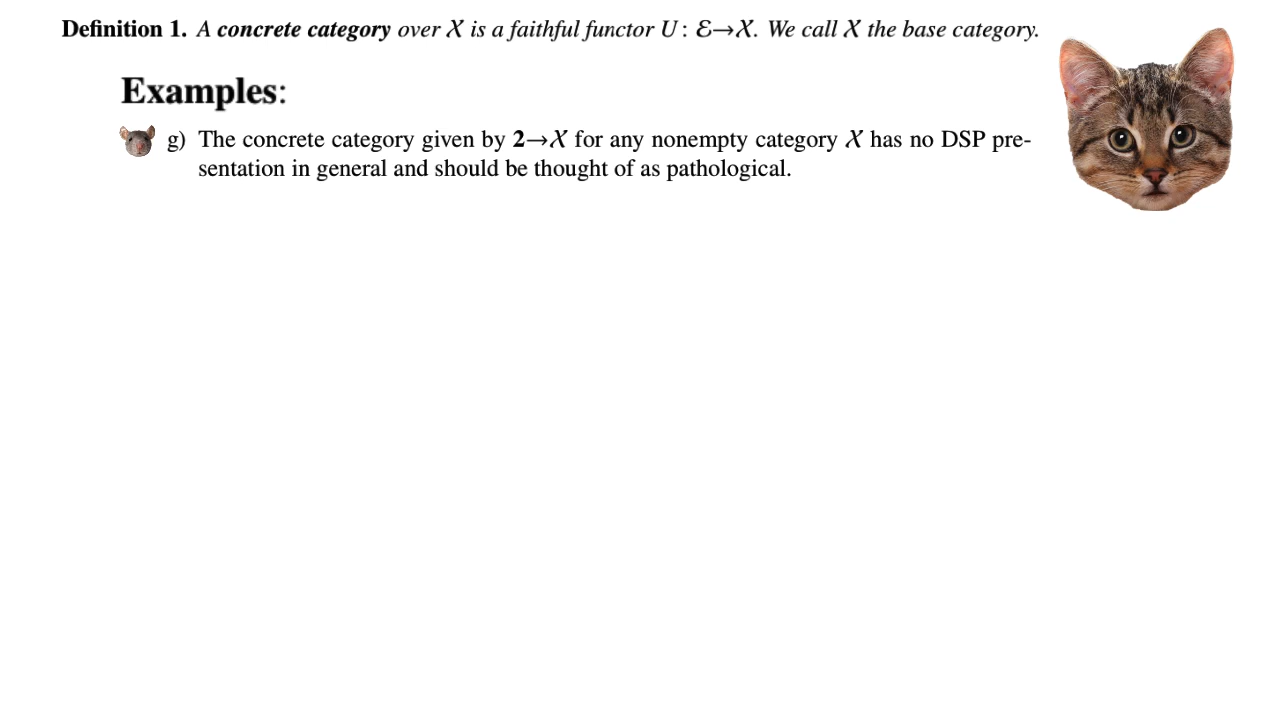 Definition 1. A concrete category over 𝒳 is a faithful functor U : ℰ→𝒳. We call 𝒳 the base category.
Examples:
g) The concrete category given by 2→𝒳 for any nonempty category 𝒳 has no DSP pre-
sentation in general and should be thought of as pathological.